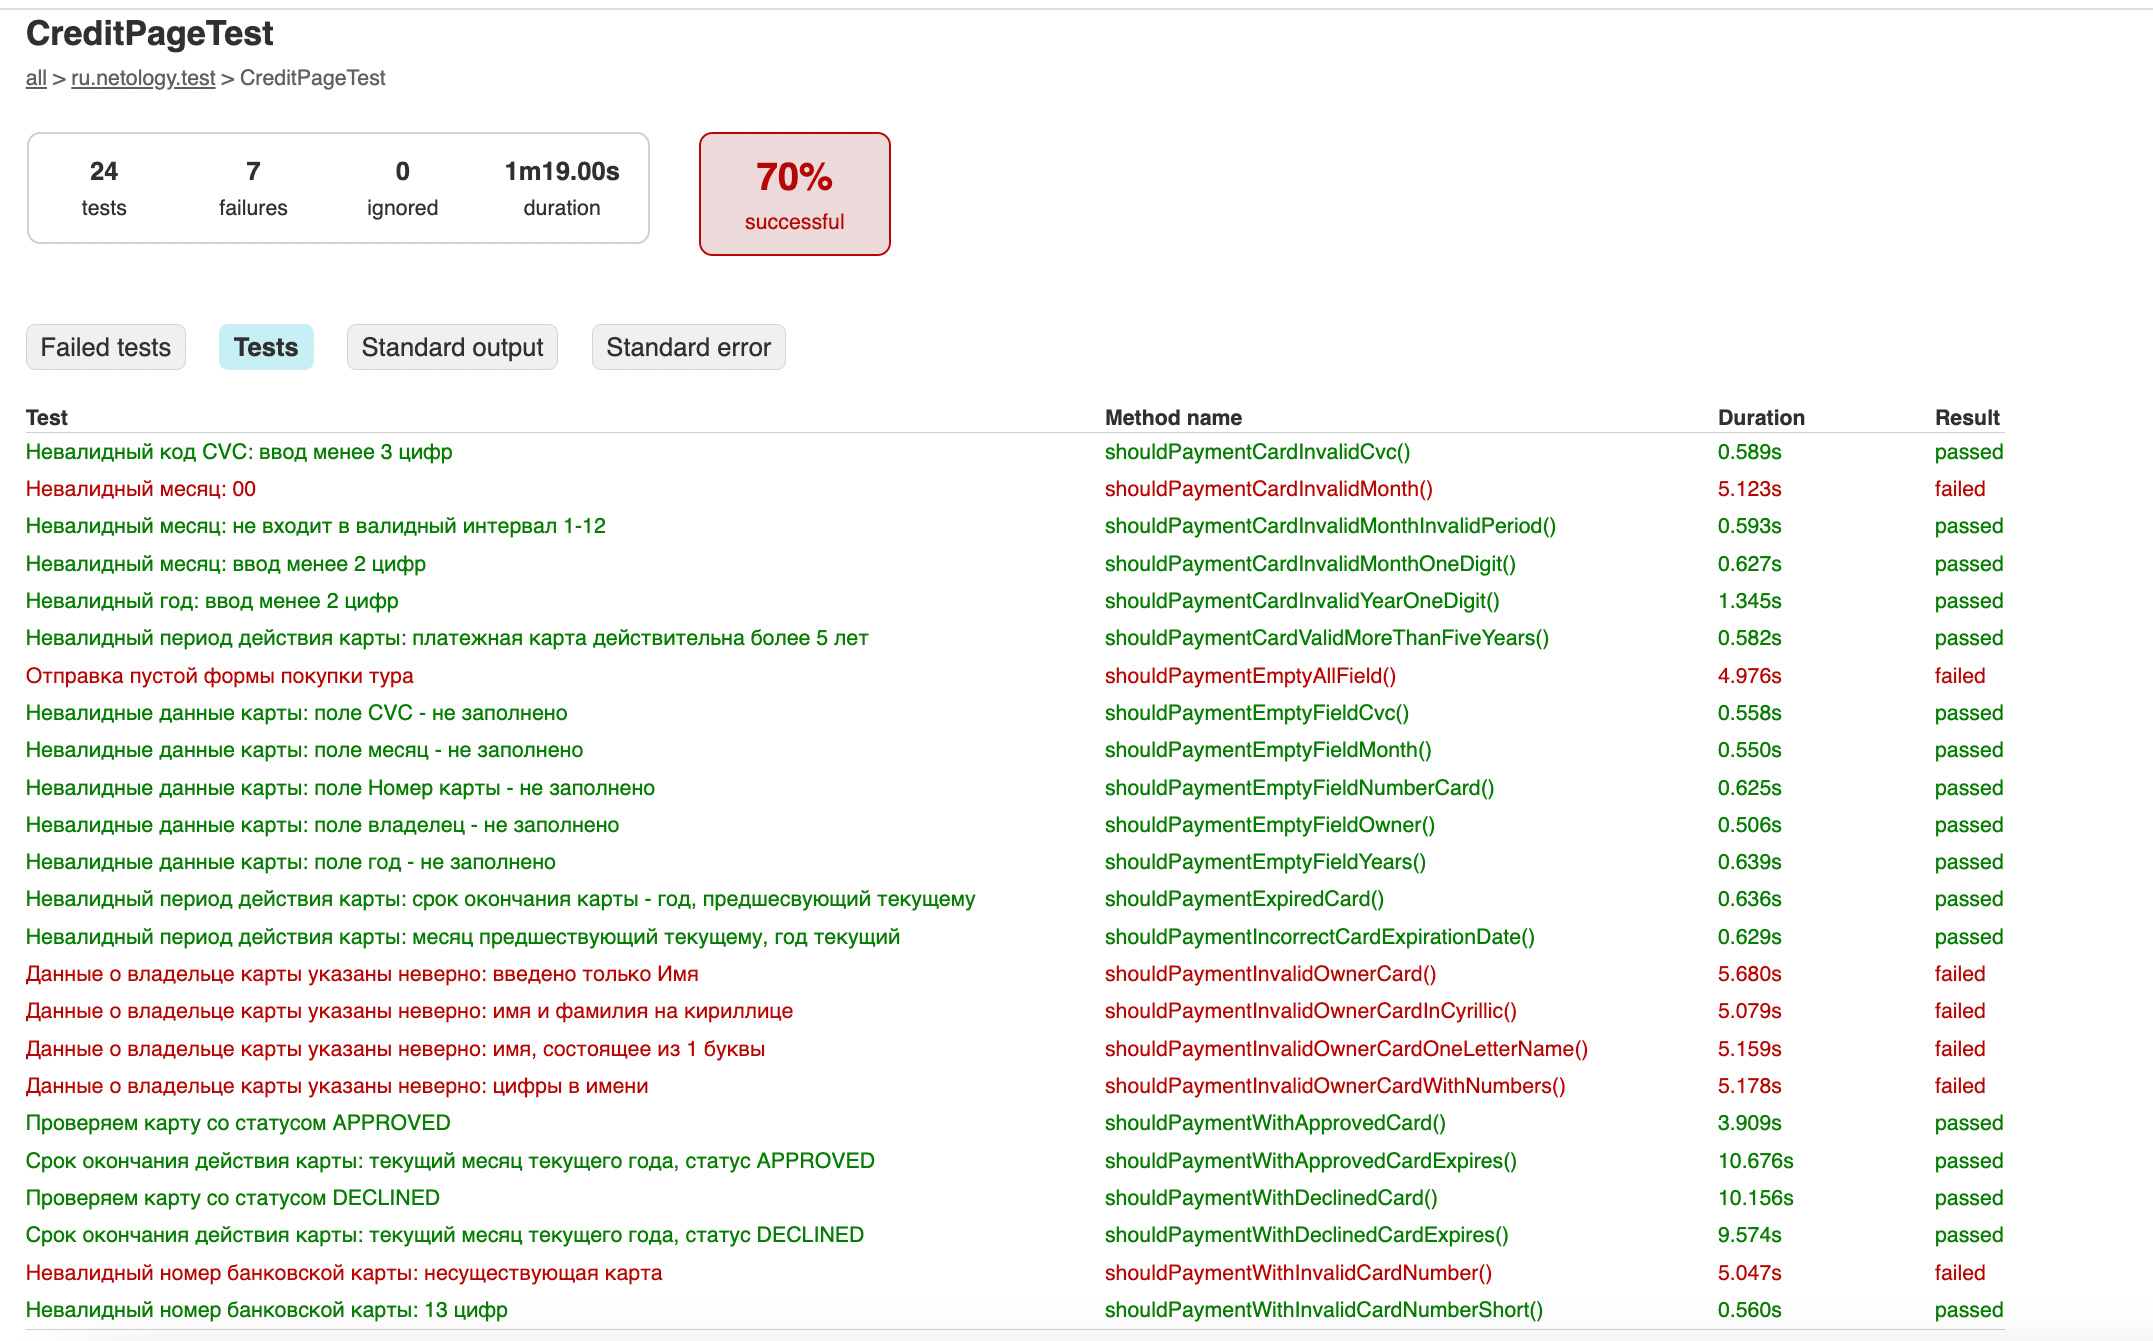 CreditPageTest
all > ru.netology.test > CreditPageTest
24 7 0 1m19.00s
tests failures ignored duration
70%
successful
Failed tests Tests Standard output Standard error
Test Method name Duration Result
Невалидный код CVC: ввод менее 3 цифр shouldPaymentCardInvalidCvc() 0.589s passed
Невалидный месяц: 00 shouldPaymentCardInvalidMonth() 5.123s failed
Невалидный месяц: не входит в валидный интервал 1-12 shouldPaymentCardInvalidMonthInvalidPeriod() 0.593s passed
Невалидный месяц: ввод менее 2 цифр shouldPaymentCardInvalidMonthOneDigit() 0.627s passed
Невалидный год: ввод менее 2 цифр shouldPaymentCardInvalidYearOneDigit() 1.345s passed
Невалидный период действия карты: платежная карта действительна более 5 лет shouldPaymentCardValidMoreThanFiveYears() 0.582s passed
Отправка пустой формы покупки тура shouldPaymentEmptyAllField() 4.976s failed
Невалидные данные карты: поле CVC - не заполнено shouldPaymentEmptyFieldCvc() 0.558s passed
Невалидные данные карты: поле месяц - не заполнено shouldPaymentEmptyFieldMonth() 0.550s passed
Невалидные данные карты: поле Номер карты - не заполнено shouldPaymentEmptyFieldNumberCard() 0.625s passed
Невалидные данные карты: поле владелец - не заполнено shouldPaymentEmptyFieldOwner() 0.506s passed
Невалидные данные карты: поле год - не заполнено shouldPaymentEmptyFieldYears() 0.639s passed
Невалидный период действия карты: срок окончания карты - год, предшесвующий текущему shouldPaymentExpiredCard() 0.636s passed
Невалидный период действия карты: месяц предшествующий текущему, год текущий shouldPaymentIncorrectCardExpirationDate() 0.629s passed
Данные о владельце карты указаны неверно: введено только Имя shouldPaymentInvalidOwnerCard() 5.680s failed
Данные о владельце карты указаны неверно: имя и фамилия на кириллице shouldPaymentInvalidOwnerCardInCyrillic() 5.079s failed
Данные о владельце карты указаны неверно: имя, состоящее из 1 буквы shouldPaymentInvalidOwnerCardOneLetterName() 5.159s failed
Данные о владельце карты указаны неверно: цифры в имени shouldPaymentInvalidOwnerCardWithNumbers() 5.178s failed
Проверяем карту со статусом APPROVED shouldPaymentWithApprovedCard() 3.909s passed
Срок окончания действия карты: текущий месяц текущего года, статус APPROVED shouldPaymentWithApprovedCardExpires() 10.676s passed
Проверяем карту со статусом DECLINED shouldPaymentWithDeclinedCard() 10.156s passed
Срок окончания действия карты: текущий месяц текущего года, статус DECLINED shouldPaymentWithDeclinedCardExpires() 9.574s passed
Невалидный номер банковской карты: несуществующая карта shouldPaymentWithInvalidCardNumber() 5.047s failed
Невалидный номер банковской карты: 13 цифр shouldPaymentWithInvalidCardNumberShort() 0.560s passed